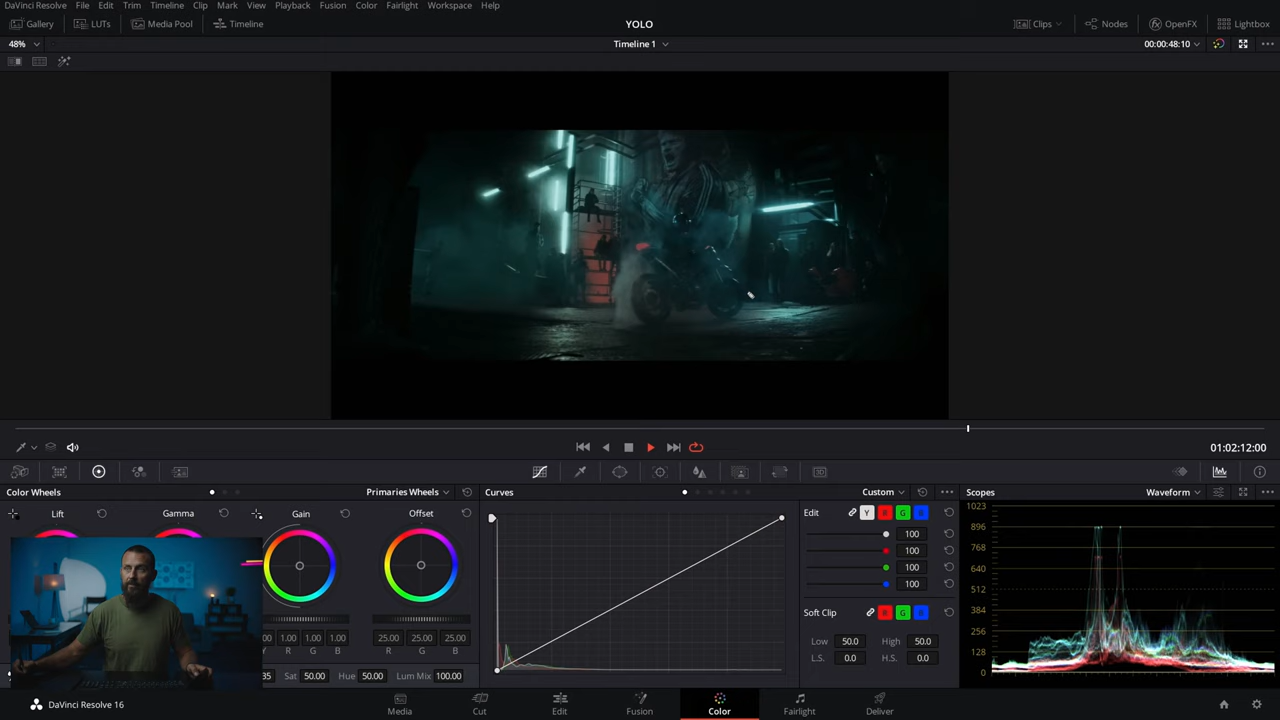 DaVinci Resolve File Edit Trim Timeline Clip Mark View Playback Fusion Color Fairlight Workspace Help
Gallery LUTs Media Pool Timeline YOLO Clips Nodes OpenFX Lightbox
48% Timeline 1 00:00:48:10
01:02:12:00
Color Wheels Primaries Wheels Curves Custom Scopes Waveform
Lift Gamma Gain Offset Edit Y R G B
100
100
100
100
Soft Clip R G B
1.00 1.00 1.00 25.00 25.00 25.00 Low 50.0 High 50.0
R G B R G B L.S. 0.0 H.S. 0.0
Sat 50.00 Hue 50.00 Lum Mix 100.00
1023
896
768
640
512
384
256
128
0
DaVinci Resolve 16 Media Cut Edit Fusion Color Fairlight Deliver